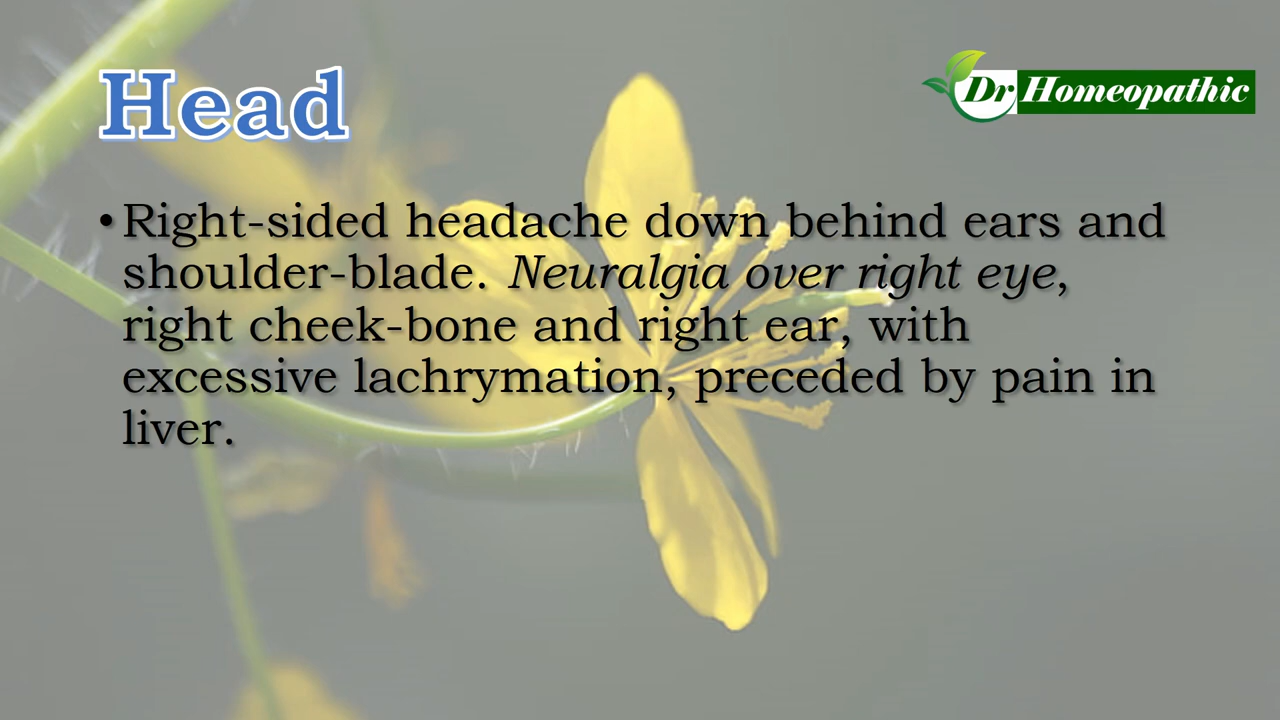 Head
Dr Homeopathic
• Right-sided headache down behind ears and
shoulder-blade. Neuralgia over right eye,
right cheek-bone and right ear, with
excessive lachrymation, preceded by pain in
liver.